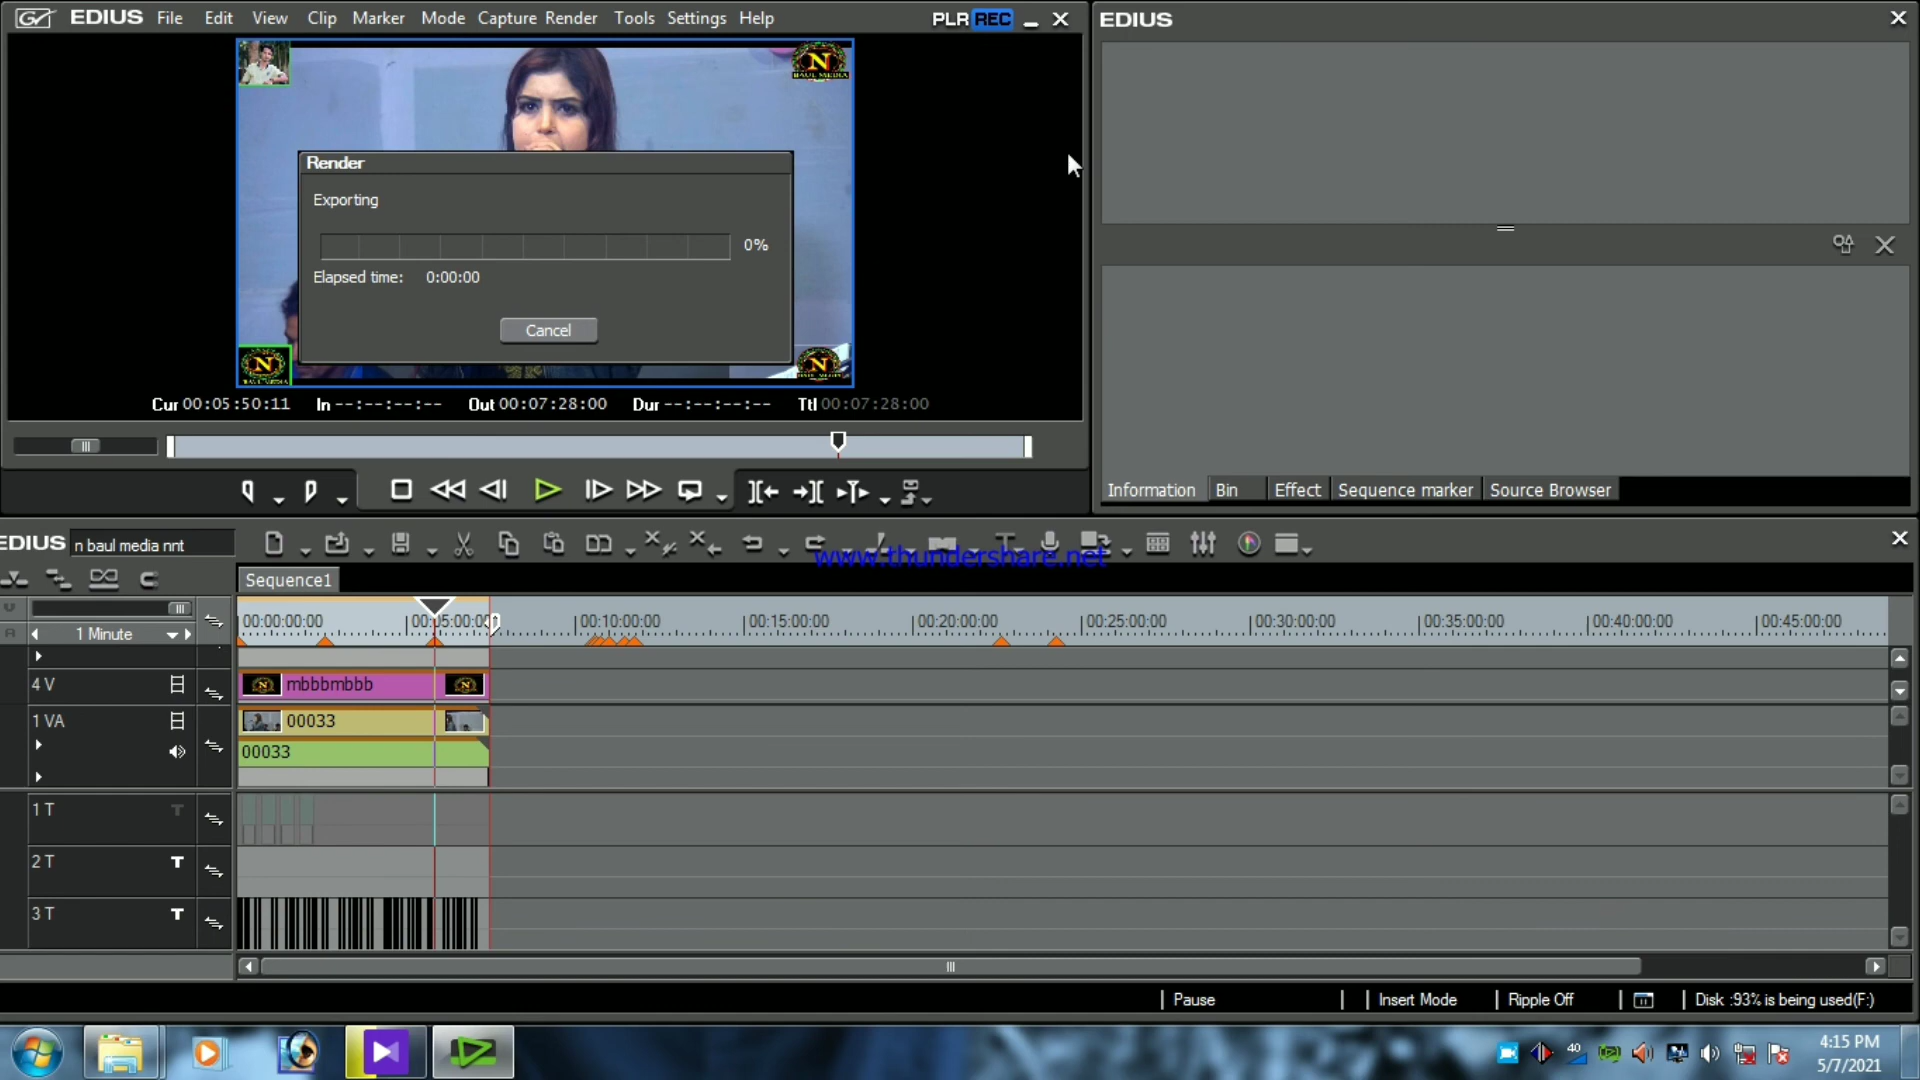 GV EDIUS File Edit View Clip Marker Mode Capture Render Tools Settings Help PLR REC
EDIUS
N
BAUL MEDIA
Render
Exporting
0%
Elapsed time: 0:00:00
Cancel
N
BAUL MEDIA
N
Cur 00:05:50:11 In --:--:--:-- Out 00:07:28:00 Dur --:--:--:-- Ttl 00:07:28:00
Information Bin Effect Sequence marker Source Browser
EDIUS n baul media nnt
www.thundershare.net
Sequence1
00:00:00:00 00:05:00:00 00:10:00:00 00:15:00:00 00:20:00:00 00:25:00:00 00:30:00:00 00:35:00:00 00:40:00:00 00:45:00:00
1 Minute
4 V mbbbmbbb
1 VA 00033
00033
1 T T
2 T T
3 T T
Pause Insert Mode Ripple Off Disk :93% is being used(F:)
40
4:15 PM
5/7/2021